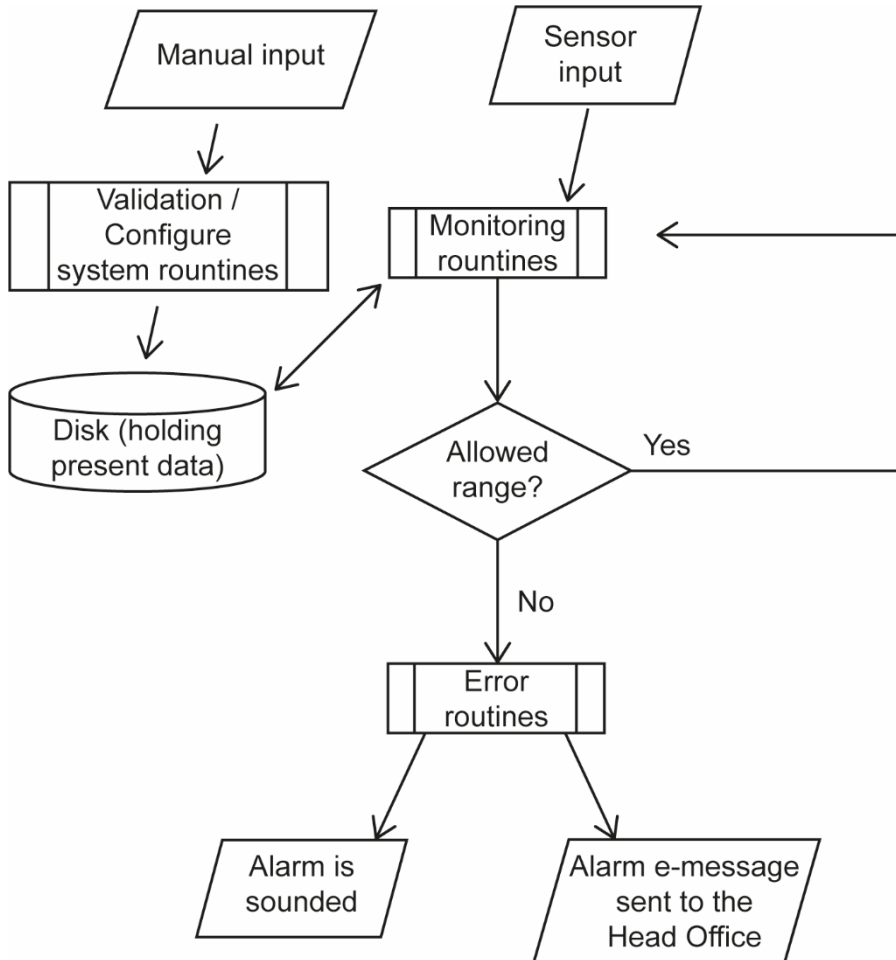 Manual input
Sensor
input
Validation /
Configure
system rountines
Monitoring
rountines
Disk (holding
present data)
Allowed
range?
Yes
No
Error
routines
Alarm is
sounded
Alarm e-message
sent to the
Head Office